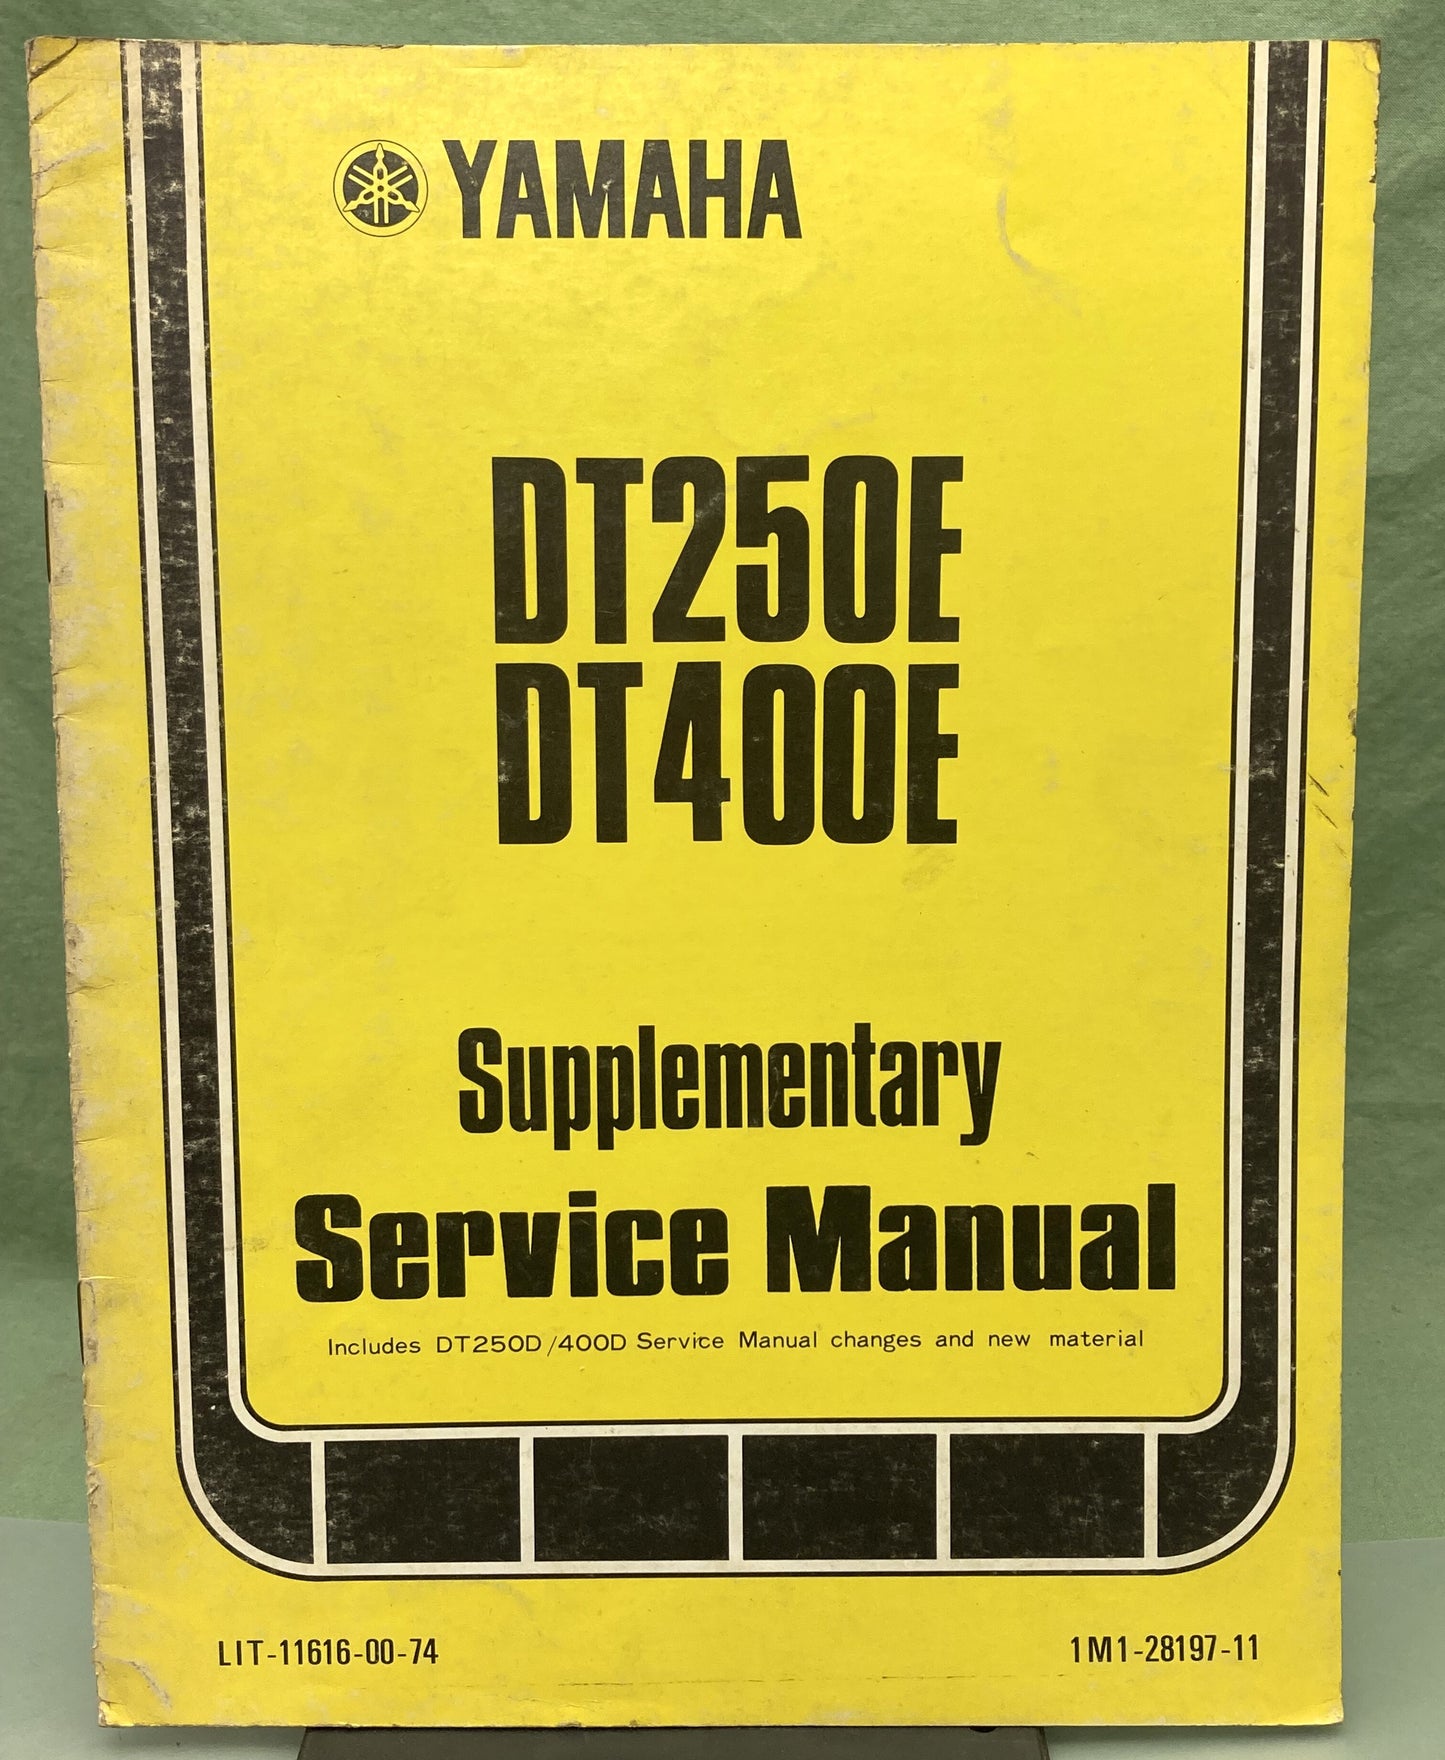 YAMAHA
DT250E
DT400E
Supplementary
Service Manual
Includes DT250D/400D Service Manual changes and new material
LIT-11616-00-74
1M1-28197-11